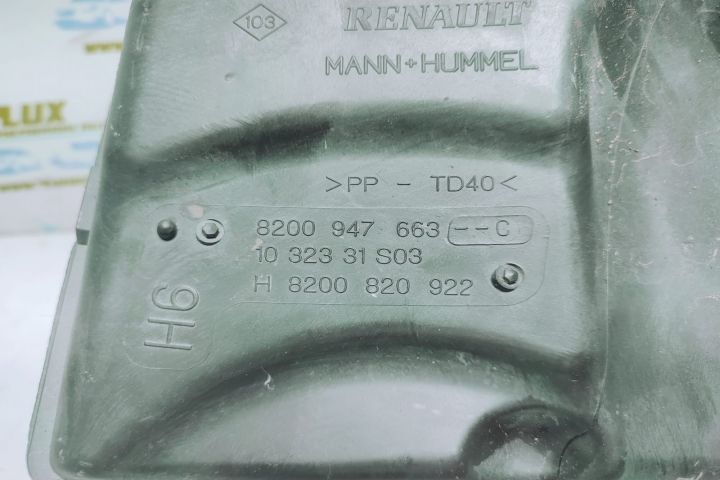 103
RENAULT
MANN+HUMMEL
LUX
>PP - TD40<
8200 947 663 --C
10 323 31 S03
H 8200 820 922
H6